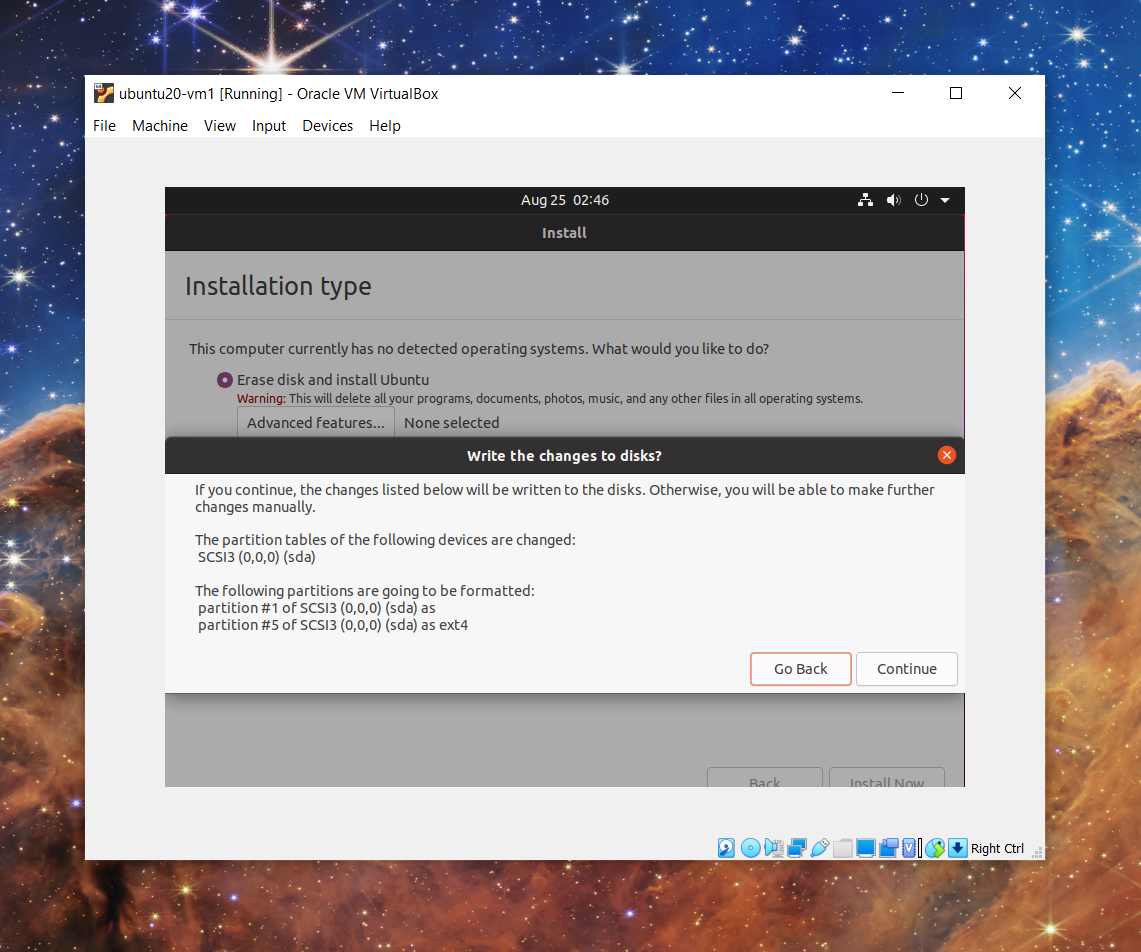 ubuntu20-vm1 [Running] - Oracle VM VirtualBox
File Machine View Input Devices Help
Aug 25 02:46
Install
Installation type
This computer currently has no detected operating systems. What would you like to do?
Erase disk and install Ubuntu
Warning: This will delete all your programs, documents, photos, music, and any other files in all operating systems.
Advanced features... None selected
Write the changes to disks?
If you continue, the changes listed below will be written to the disks. Otherwise, you will be able to make further
changes manually.
The partition tables of the following devices are changed:
SCSI3 (0,0,0) (sda)
The following partitions are going to be formatted:
partition #1 of SCSI3 (0,0,0) (sda) as
partition #5 of SCSI3 (0,0,0) (sda) as ext4
Go Back Continue
Back Install Now
Right Ctrl